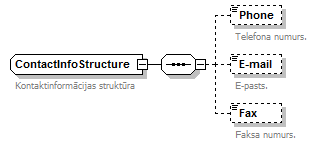 Phone
Telefona numurs.
ContactInfoStructure
Kontaktinformācijas struktūra
E-mail
E-pasts.
Fax
Faksa numurs.